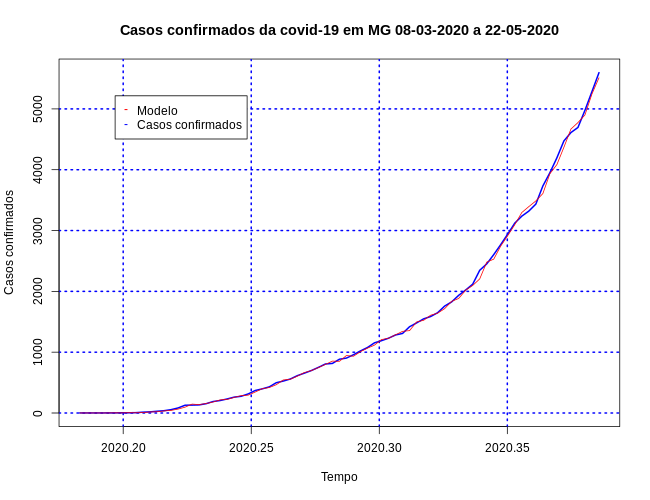 Casos confirmados da covid-19 em MG 08-03-2020 a 22-05-2020
Modelo
Casos confirmados
Casos confirmados
5000
4000
3000
2000
1000
0
2020.20 2020.25 2020.30 2020.35
Tempo